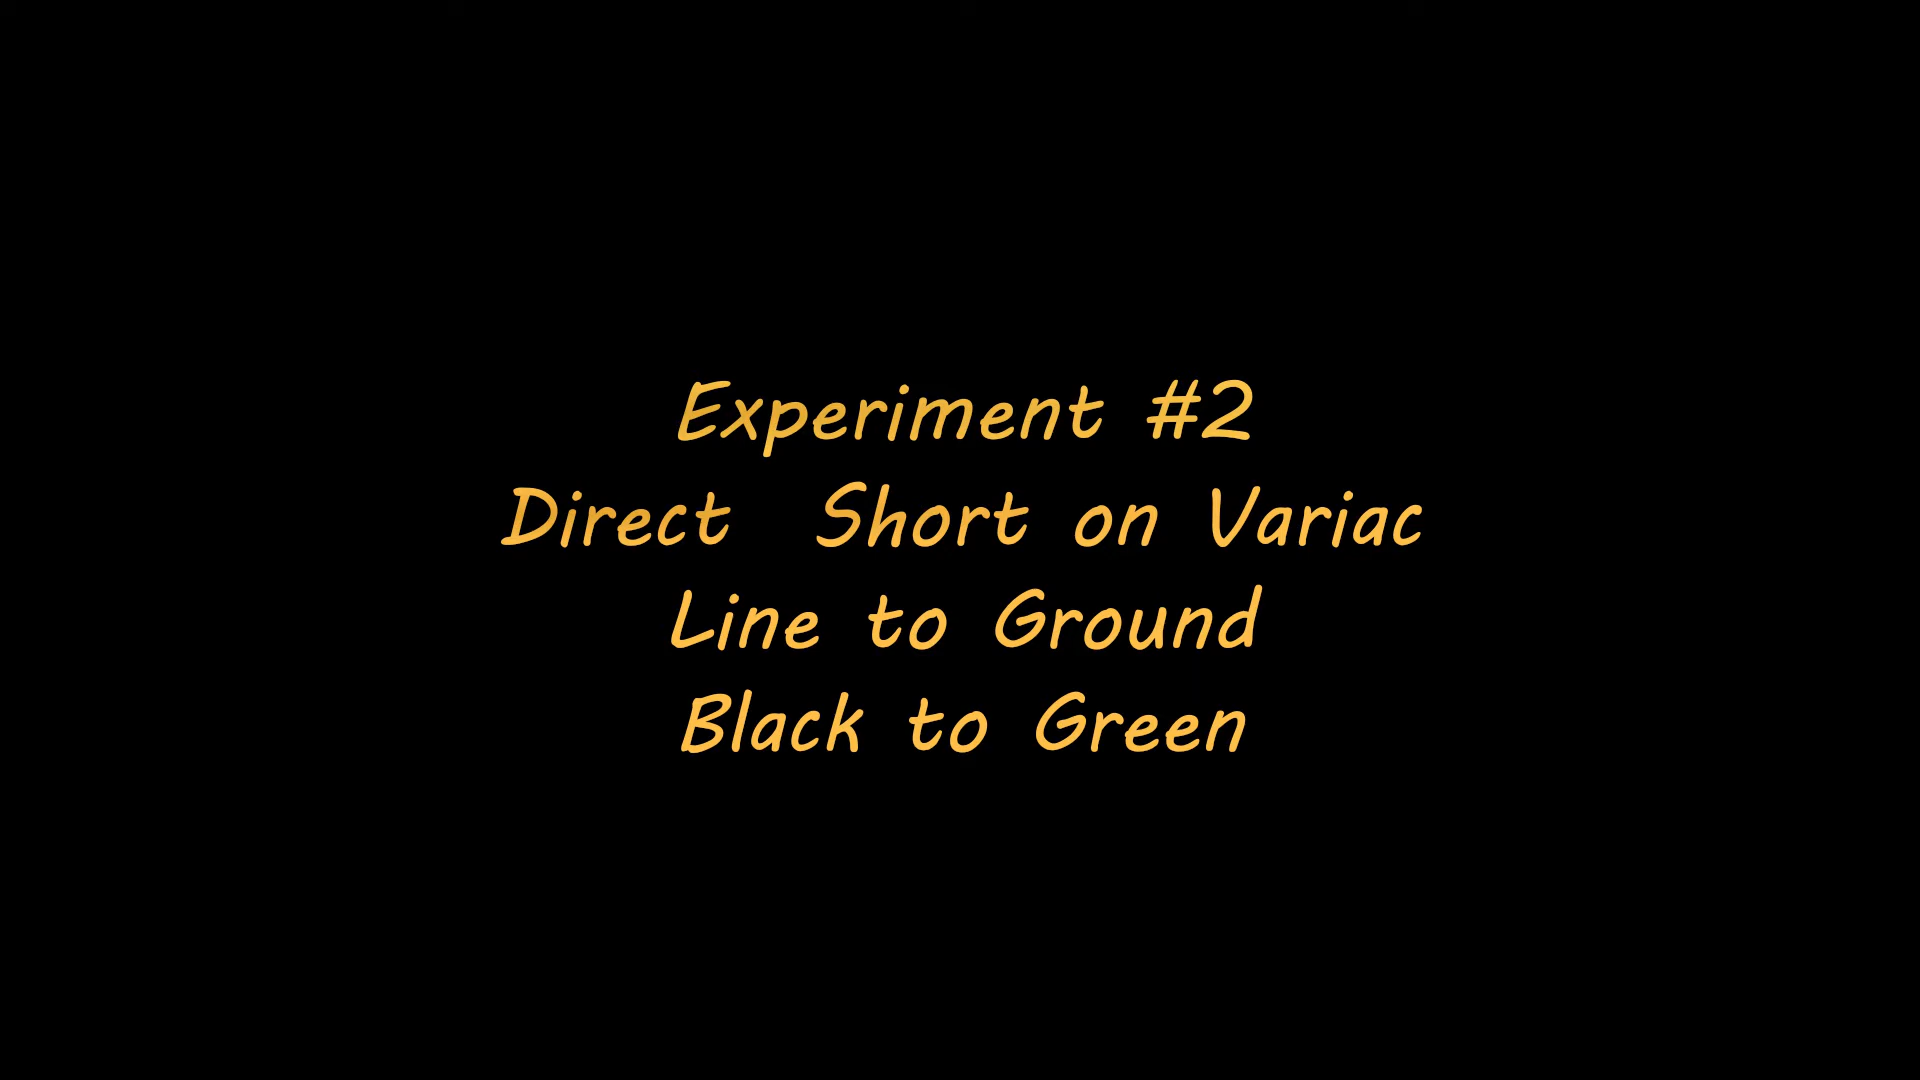 Experiment #2
Direct  Short on Variac
Line to Ground
Black to Green